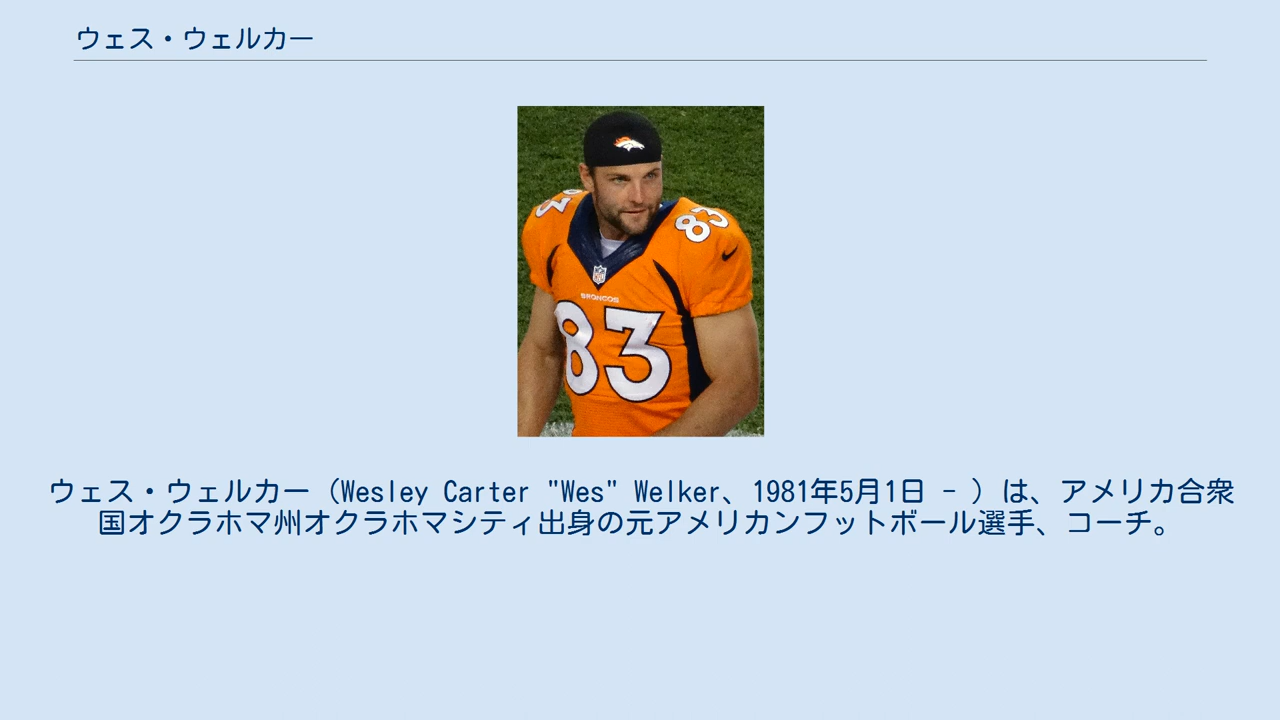 ウェス・ウェルカー
83
83
BRONCOS
83
ウェス・ウェルカー（Wesley Carter "Wes" Welker、1981年5月1日 - ）は、アメリカ合衆
国オクラホマ州オクラホマシティ出身の元アメリカンフットボール選手、コーチ。